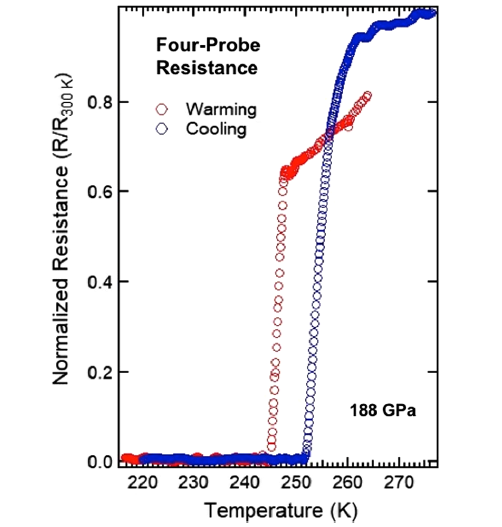 Four-Probe
Resistance
Warming
Cooling
Normalized Resistance (R/R300 K)
0.8
0.6
0.4
0.2
0.0
188 GPa
220 230 240 250 260 270
Temperature (K)